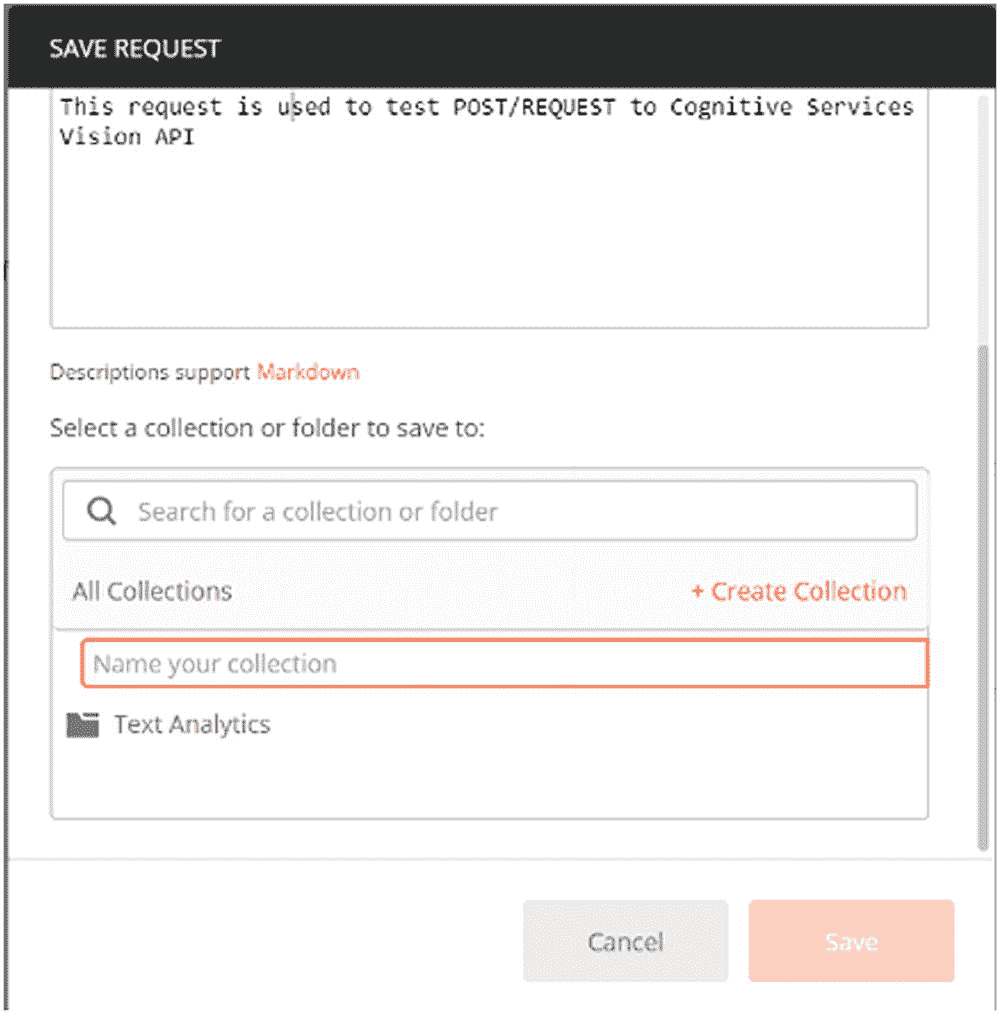 SAVE REQUEST
This request is used to test POST/REQUEST to Cognitive Services
Vision API
Descriptions support Markdown
Select a collection or folder to save to:
Search for a collection or folder
All Collections + Create Collection
Name your collection
Text Analytics
Cancel Save